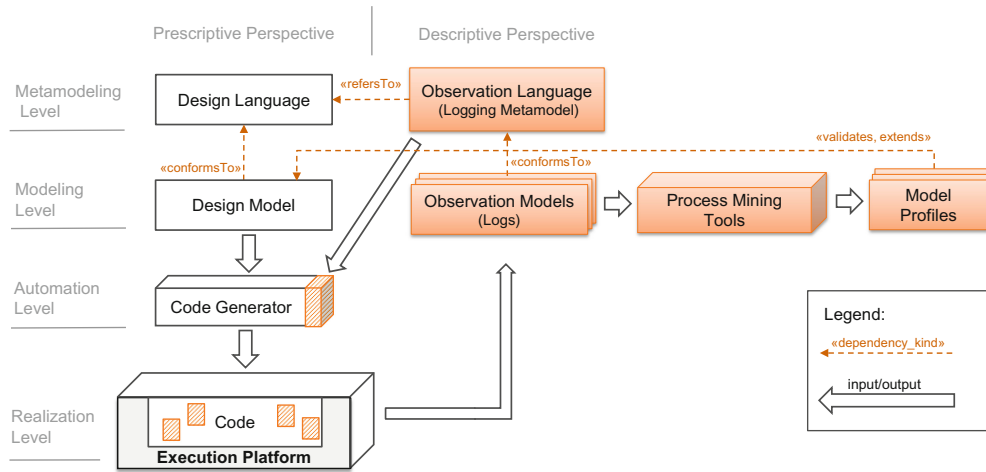 Prescriptive Perspective
Descriptive Perspective
Metamodeling
Level
Design Language
«refersTo»
Observation Language
(Logging Metamodel)
«conformsTo»
«conformsTo»
«validates, extends»
Modeling
Level
Design Model
Observation Models
(Logs)
Process Mining
Tools
Model
Profiles
Automation
Level
Code Generator
Legend:
«dependency_kind»
input/output
Realization
Level
Code
Execution Platform